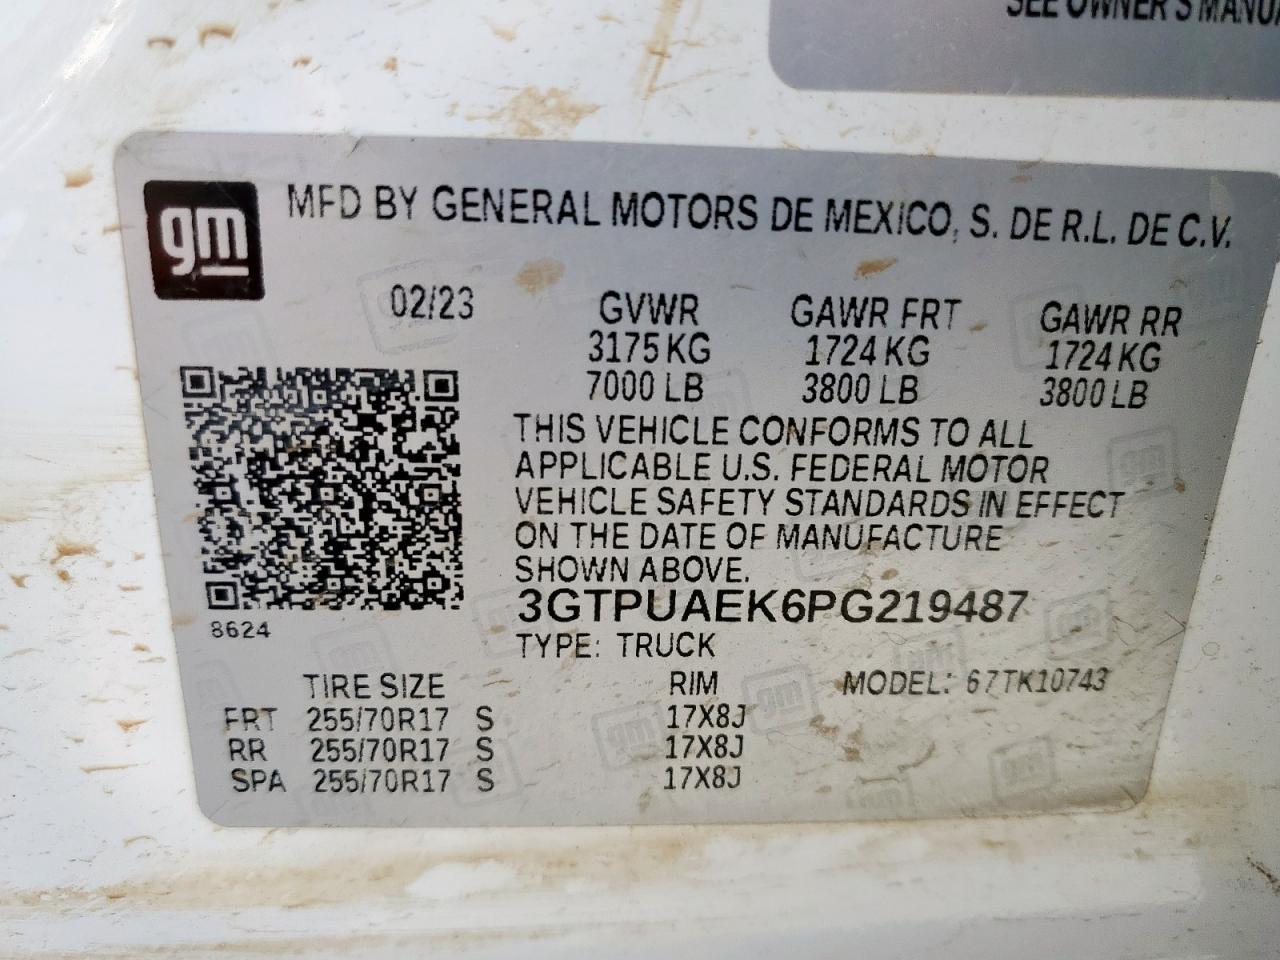 SEE OWNER'S MANUA
gm
MFD BY GENERAL MOTORS DE MEXICO, S. DE R.L. DE C.V.
02/23 GVWR GAWR FRT GAWR RR
3175 KG 1724 KG 1724 KG
7000 LB 3800 LB 3800 LB
THIS VEHICLE CONFORMS TO ALL
APPLICABLE U.S. FEDERAL MOTOR
VEHICLE SAFETY STANDARDS IN EFFECT
ON THE DATE OF MANUFACTURE
SHOWN ABOVE.
3GTPUAEK6PG219487
8624
TYPE: TRUCK
TIRE SIZE RIM MODEL: 67TK10743
FRT 255/70R17 S 17X8J
RR 255/70R17 S 17X8J
SPA 255/70R17 S 17X8J